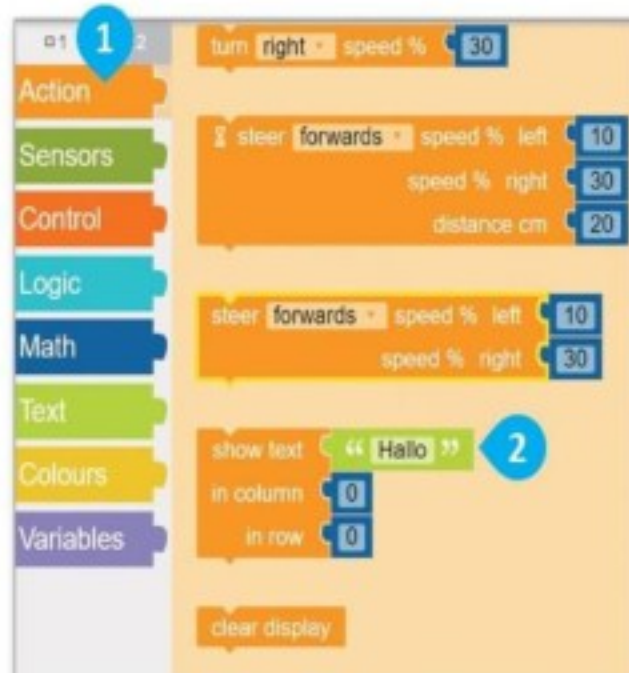 1 1 2
Action
Sensors
Control
Logic
Math
Text
Colours
Variables
turn right speed % 30
steer forwards speed % left 10
speed % right 30
distance cm 20
steer forwards speed % left 10
speed % right 30
show text “ Hallo ” 2
in column 0
in row 0
clear display